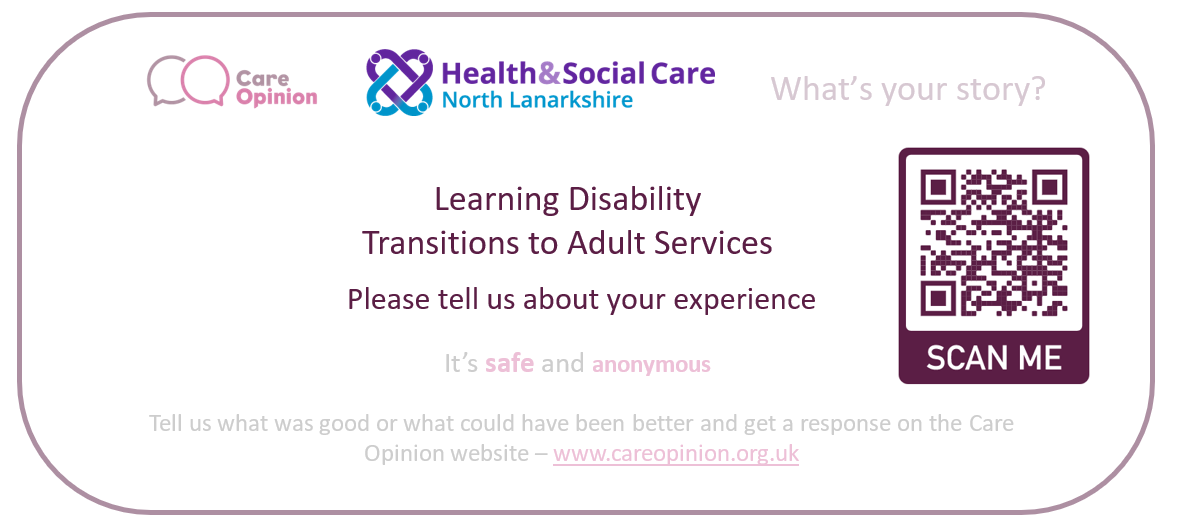 Care
Opinion
Health&Social Care
North Lanarkshire
What's your story?
Learning Disability
Transitions to Adult Services
Please tell us about your experience
SCAN ME
It's safe and anonymous
Tell us what was good or what could have been better and get a response on the Care
Opinion website – www.careopinion.org.uk